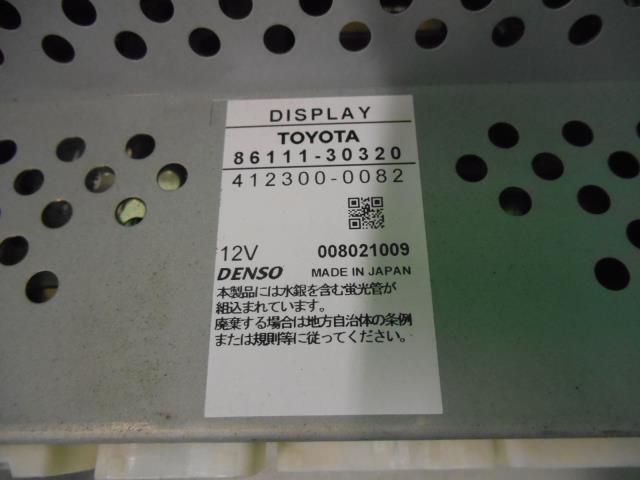 DISPLAY
TOYOTA
86111-30320
412300-0082
12V 008021009
DENSO MADE IN JAPAN
本製品には水銀を含む蛍光管が
組込まれています。
廃棄する場合は地方自治体の条例
または規則等に従ってください。